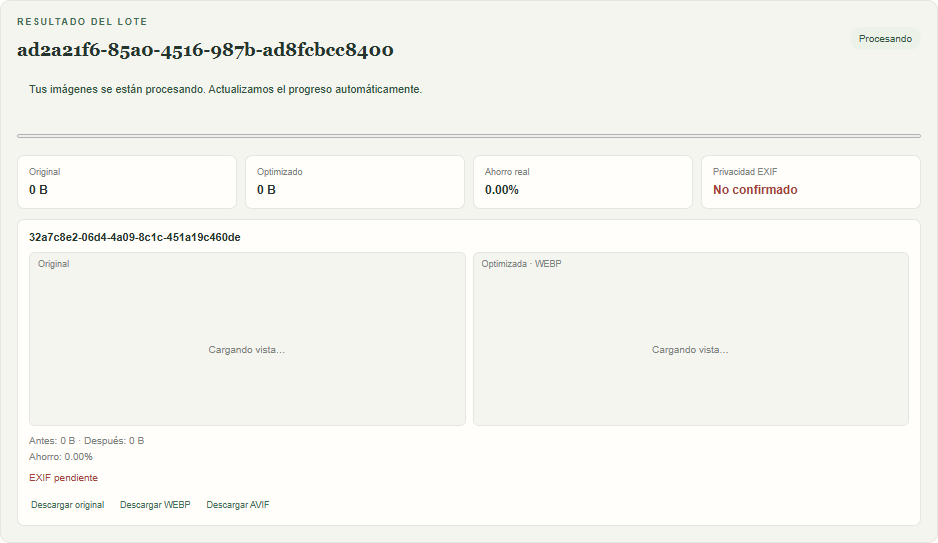 RESULTADO DEL LOTE
ad2a21f6-85a0-4516-987b-ad8fcbcc8400
Procesando
Tus imágenes se están procesando. Actualizamos el progreso automáticamente.
Original
0 B
Optimizado
0 B
Ahorro real
0.00%
Privacidad EXIF
No confirmado
32a7c8e2-06d4-4a09-8c1c-451a19c460de
Original
Cargando vista...
Optimizada · WEBP
Cargando vista...
Antes: 0 B · Después: 0 B
Ahorro: 0.00%
EXIF pendiente
Descargar original Descargar WEBP Descargar AVIF